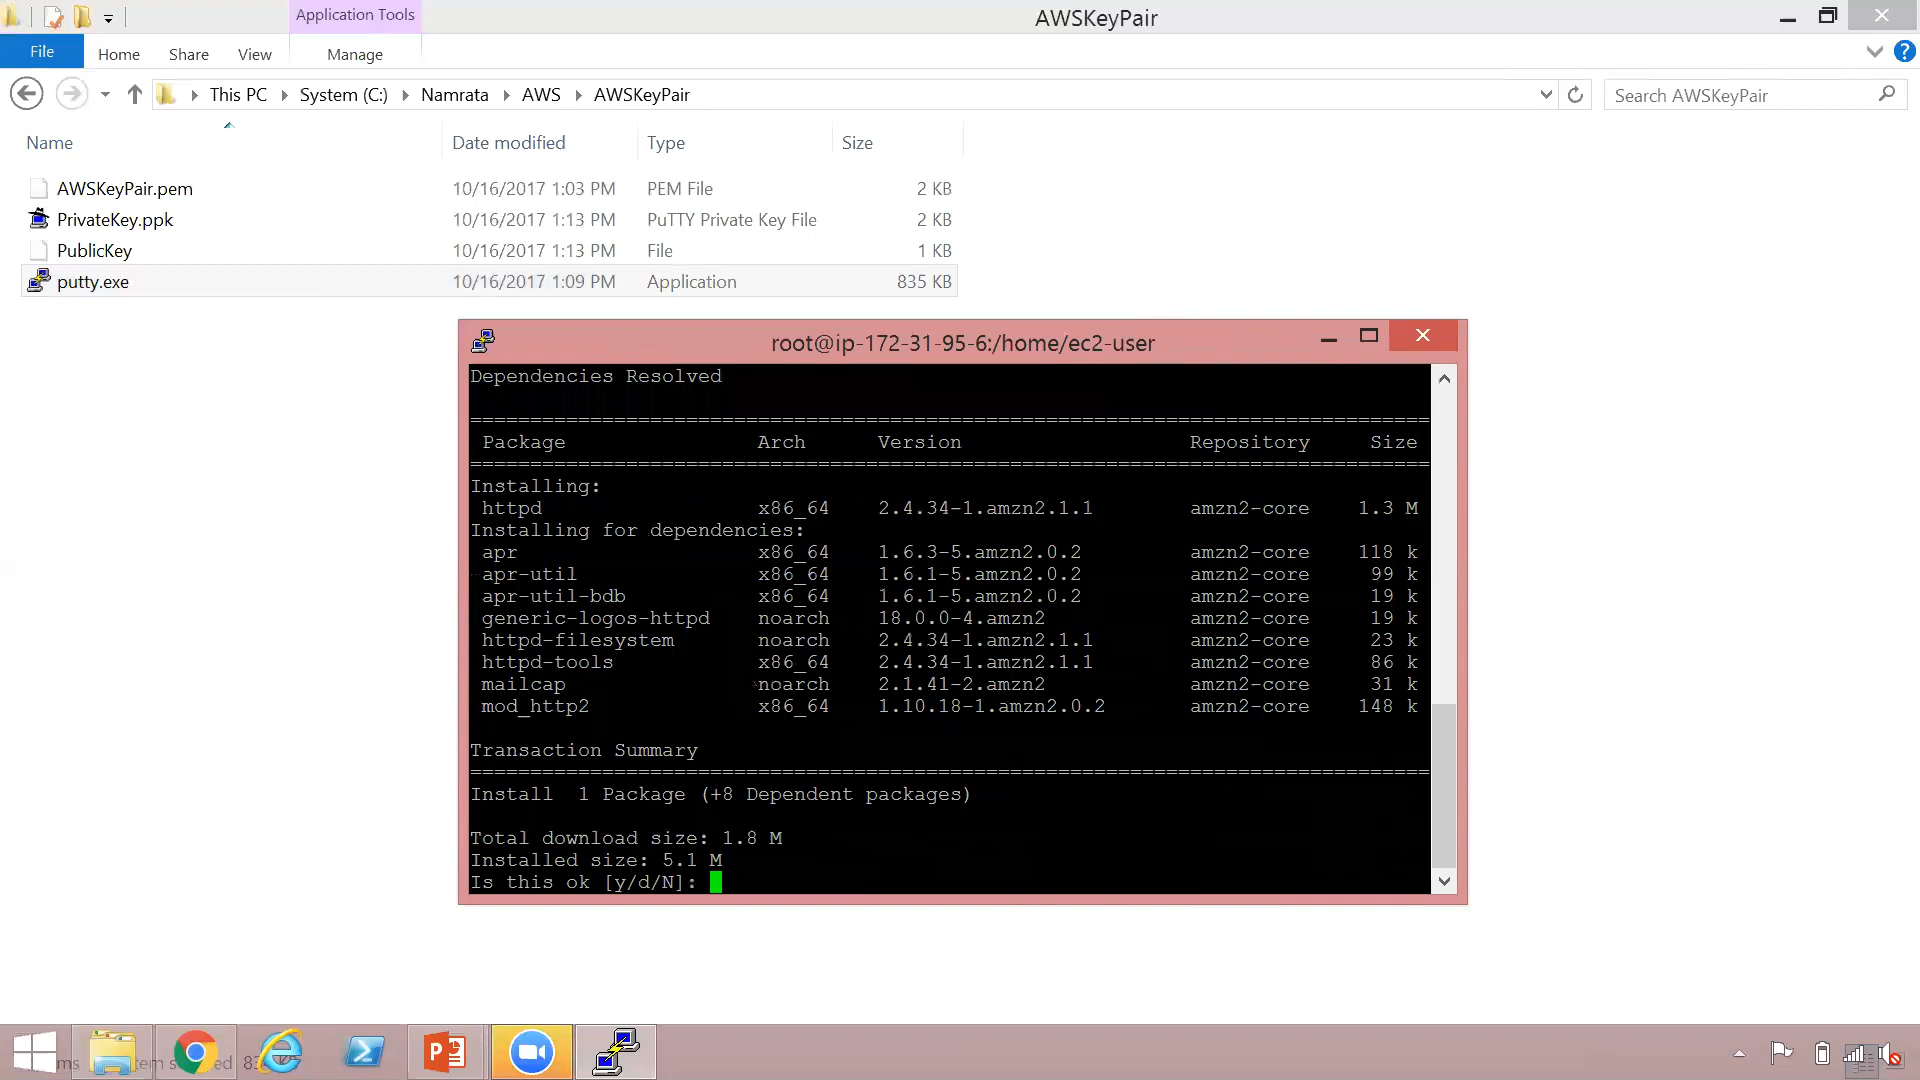 Application Tools
AWSKeyPair
File Home Share View Manage
This PC System (C:) Namrata AWS AWSKeyPair
Search AWSKeyPair
Name Date modified Type Size
AWSKeyPair.pem 10/16/2017 1:03 PM PEM File 2 KB
PrivateKey.ppk 10/16/2017 1:13 PM PuTTY Private Key File 2 KB
PublicKey 10/16/2017 1:13 PM File 1 KB
putty.exe 10/16/2017 1:09 PM Application 835 KB
root@ip-172-31-95-6:/home/ec2-user
Dependencies Resolved
================================================================================
Package Arch Version Repository Size
================================================================================
Installing:
httpd x86_64 2.4.34-1.amzn2.1.1 amzn2-core 1.3 M
Installing for dependencies:
apr x86_64 1.6.3-5.amzn2.0.2 amzn2-core 118 k
apr-util x86_64 1.6.1-5.amzn2.0.2 amzn2-core 99 k
apr-util-bdb x86_64 1.6.1-5.amzn2.0.2 amzn2-core 19 k
generic-logos-httpd noarch 18.0.0-4.amzn2 amzn2-core 19 k
httpd-filesystem noarch 2.4.34-1.amzn2.1.1 amzn2-core 23 k
httpd-tools x86_64 2.4.34-1.amzn2.1.1 amzn2-core 86 k
mailcap noarch 2.1.41-2.amzn2 amzn2-core 31 k
mod_http2 x86_64 1.10.18-1.amzn2.0.2 amzn2-core 148 k
Transaction Summary
================================================================================
Install 1 Package (+8 Dependent packages)
Total download size: 1.8 M
Installed size: 5.1 M
Is this ok [y/d/N]: